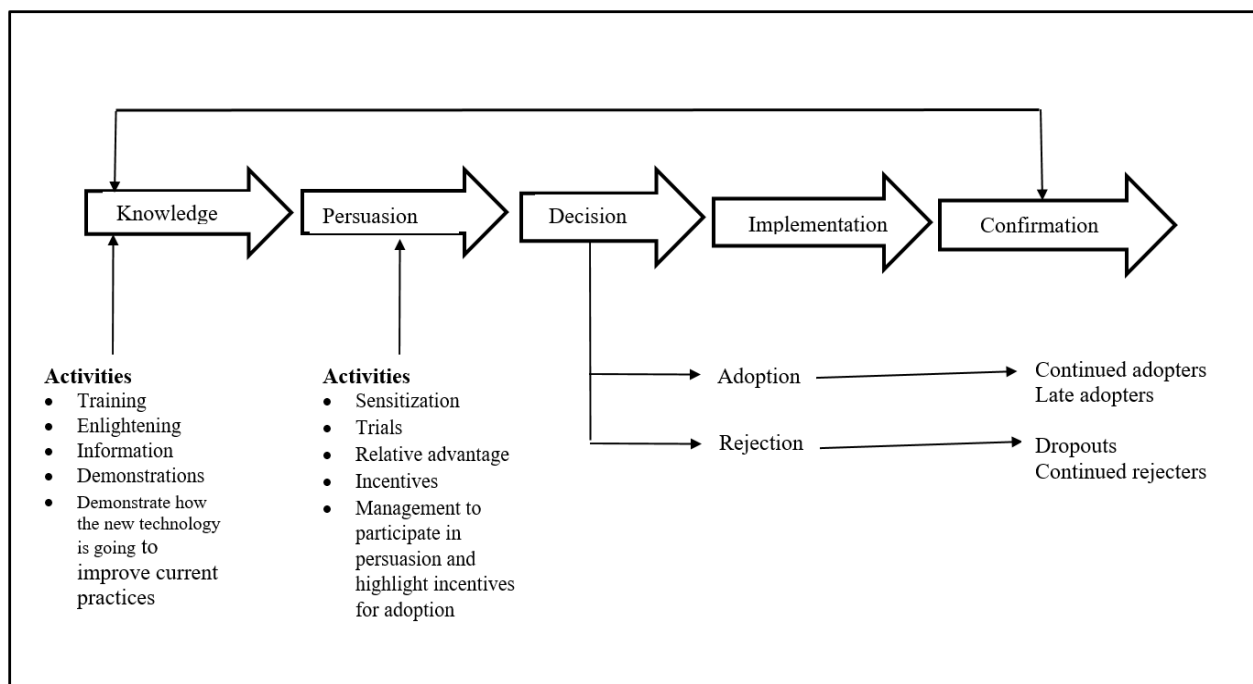 Knowledge
Persuasion
Decision
Implementation
Confirmation
Activities
• Training
• Enlightening
• Information
• Demonstrations
• Demonstrate how
the new technology
is going to
improve current
practices
Activities
• Sensitization
• Trials
• Relative advantage
• Incentives
• Management to
participate in
persuasion and
highlight incentives
for adoption
Adoption
Continued adopters
Late adopters
Rejection
Dropouts
Continued rejecters